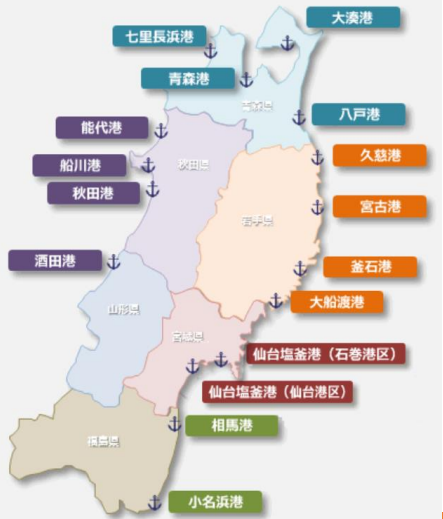 大湊港
七里長浜港
青森港
青森県
八戸港
能代港
久慈港
船川港
秋田県
秋田港
宮古港
岩手県
酒田港
釜石港
大船渡港
山形県
宮城県
仙台塩釜港（石巻港区）
仙台塩釜港（仙台港区）
相馬港
福島県
小名浜港